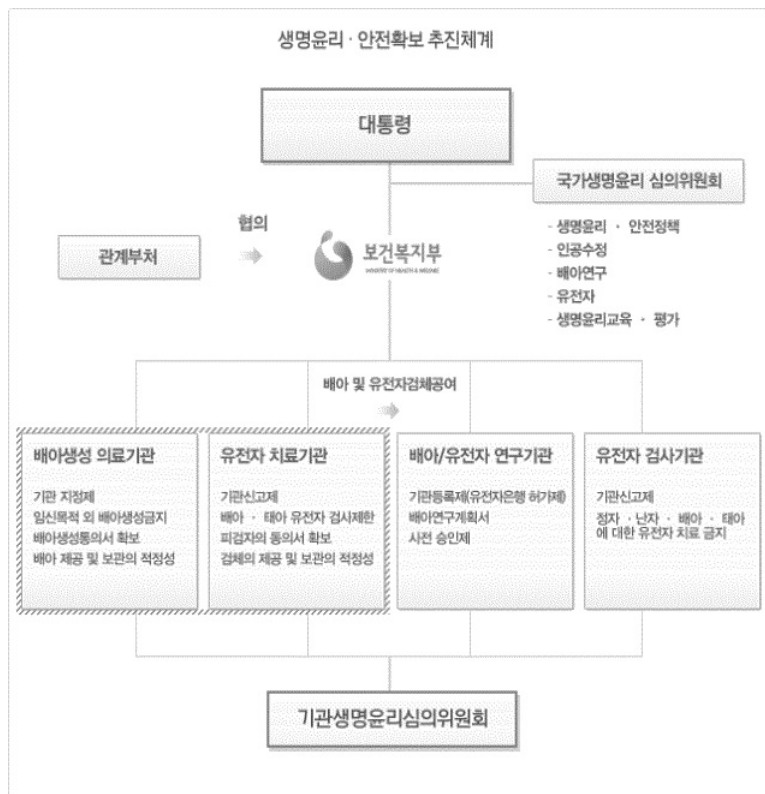 생명윤리 · 안전확보 추진체계
대통령
국가생명윤리 심의위원회
- 생명윤리 · 안전정책
- 인공수정
- 배아연구
- 유전자
- 생명윤리교육 · 평가
협의
관계부처
보건복지부
MINISTRY OF HEALTH & WELFARE
배아 및 유전자검체공여
배아생성 의료기관
기관 지정제
임신목적 외 배아생성금지
배아생성동의서 확보
배아 제공 및 보관의 적정성
유전자 치료기관
기관신고제
배아 · 태아 유전자 검사제한
피검자의 동의서 확보
검체의 제공 및 보관의 적정성
배아/유전자 연구기관
기관등록제(유전자은행 허가제)
배아연구계획서
사전 승인제
유전자 검사기관
기관신고제
정자 · 난자 · 배아 · 태아
에 대한 유전자 치료 금지
기관생명윤리심의위원회